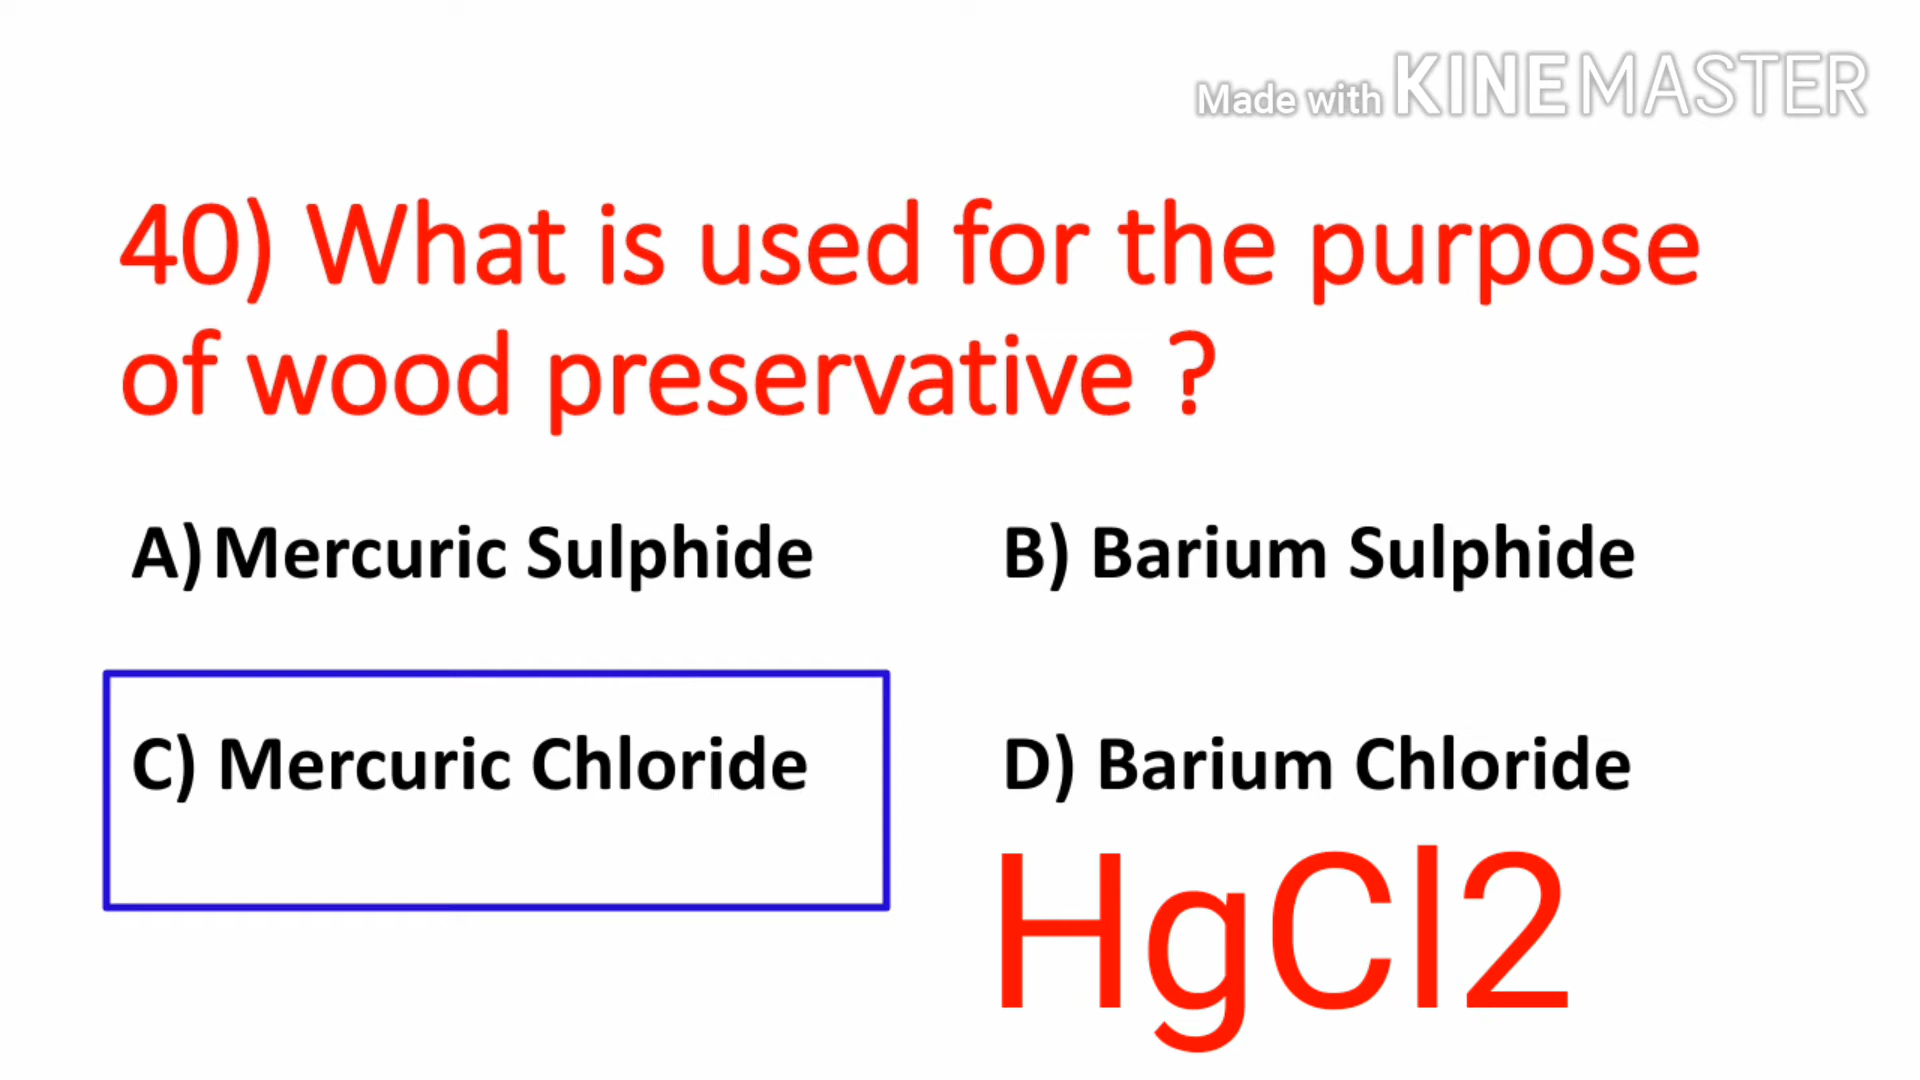 Made with KINEMASTER
40) What is used for the purpose
of wood preservative ?
A) Mercuric Sulphide
B) Barium Sulphide
C) Mercuric Chloride
D) Barium Chloride
HgCl2